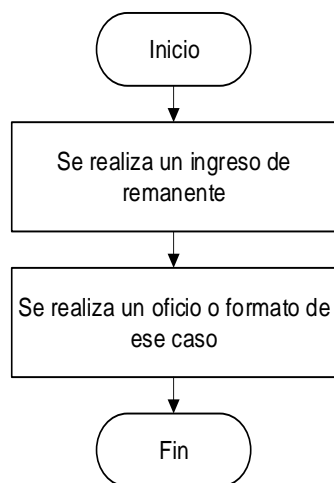 Inicio
Se realiza un ingreso de
remanente
Se realiza un oficio o formato de
ese caso
Fin